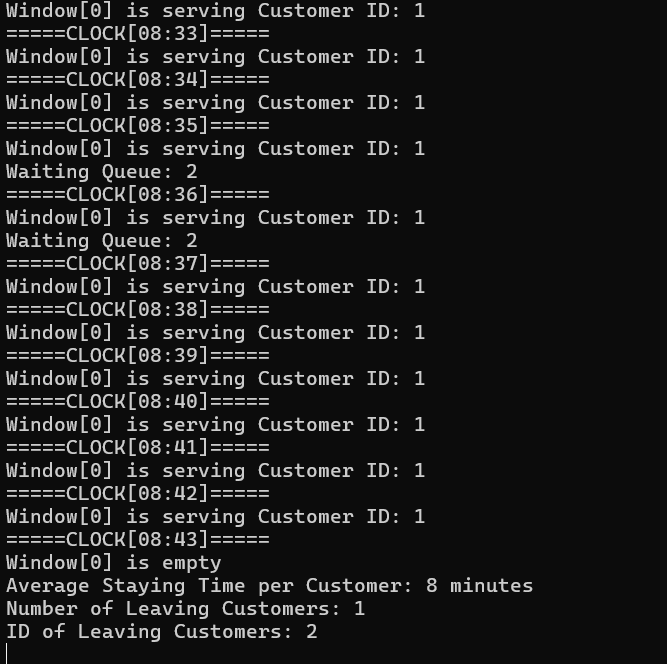 Window[0] is serving Customer ID: 1
=====CLOCK[08:33]=====
Window[0] is serving Customer ID: 1
=====CLOCK[08:34]=====
Window[0] is serving Customer ID: 1
=====CLOCK[08:35]=====
Window[0] is serving Customer ID: 1
Waiting Queue: 2
=====CLOCK[08:36]=====
Window[0] is serving Customer ID: 1
Waiting Queue: 2
=====CLOCK[08:37]=====
Window[0] is serving Customer ID: 1
=====CLOCK[08:38]=====
Window[0] is serving Customer ID: 1
=====CLOCK[08:39]=====
Window[0] is serving Customer ID: 1
=====CLOCK[08:40]=====
Window[0] is serving Customer ID: 1
=====CLOCK[08:41]=====
Window[0] is serving Customer ID: 1
=====CLOCK[08:42]=====
Window[0] is serving Customer ID: 1
=====CLOCK[08:43]=====
Window[0] is empty
Average Staying Time per Customer: 8 minutes
Number of Leaving Customers: 1
ID of Leaving Customers: 2